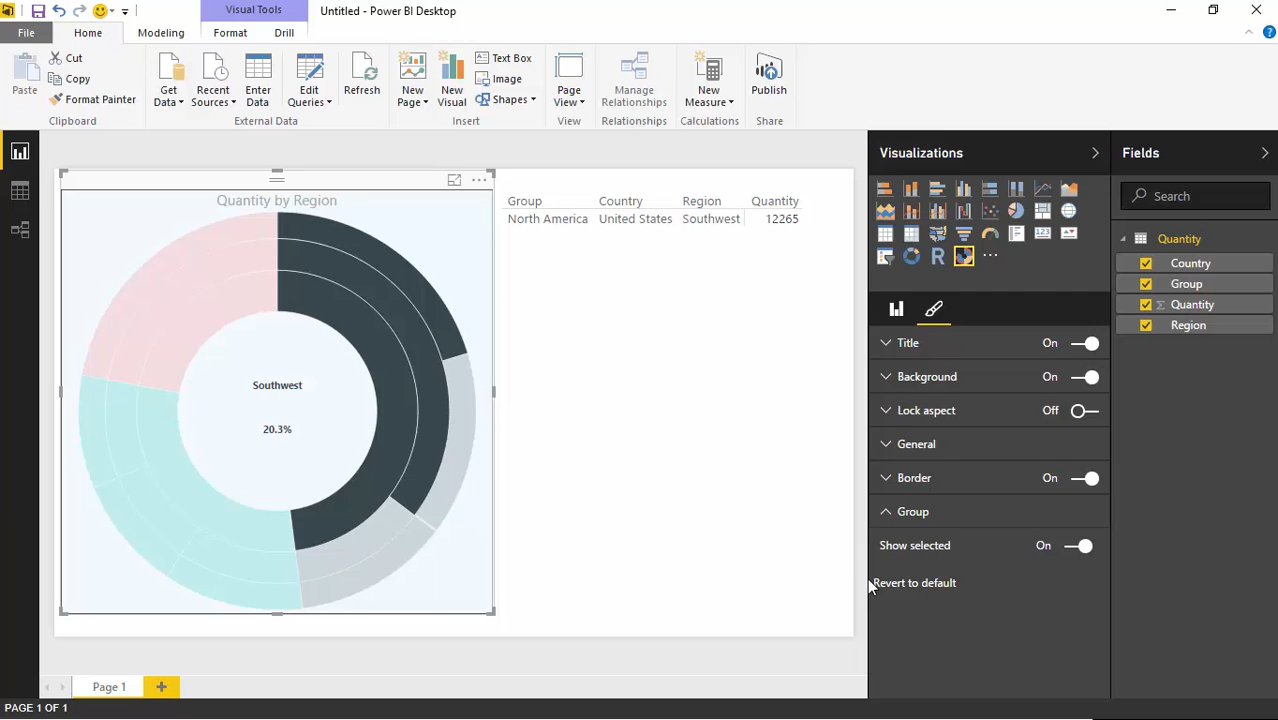 Visual Tools
Untitled - Power BI Desktop
File
Home
Modeling
Format
Drill
Paste
Cut
Copy
Format Painter
Clipboard
Get Data
Recent Sources
Enter Data
Edit Queries
Refresh
External Data
New Page
New Visual
Text Box
Image
Shapes
Insert
Page View
View
Manage Relationships
Relationships
New Measure
Calculations
Publish
Share
Quantity by Region
Southwest
20.3%
Group Country Region Quantity
North America United States Southwest 12265
Visualizations
R
123
Title On
Background On
Lock aspect Off
General
Border On
Group
Show selected On
Revert to default
Fields
Search
Quantity
Country
Group
Σ Quantity
Region
Page 1
PAGE 1 OF 1